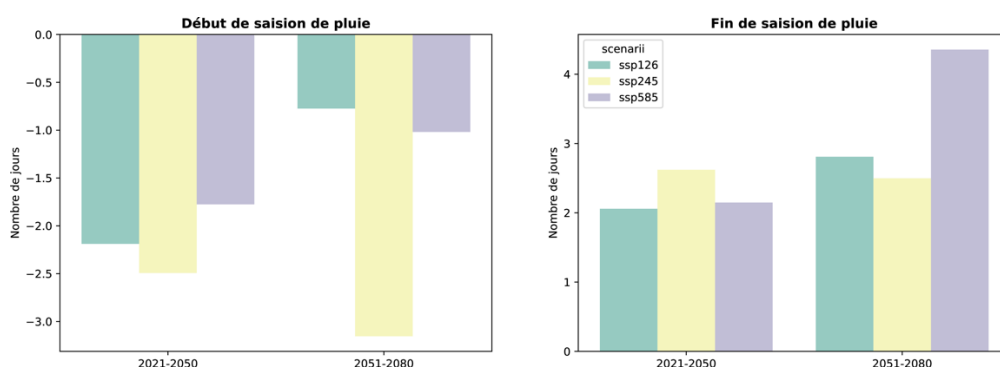 Début de saision de pluie
Nombre de jours
0.0
−0.5
−1.0
−1.5
−2.0
−2.5
−3.0
2021-2050
2051-2080
Fin de saision de pluie
Nombre de jours
4
3
2
1
0
scenarii
ssp126
ssp245
ssp585
2021-2050
2051-2080